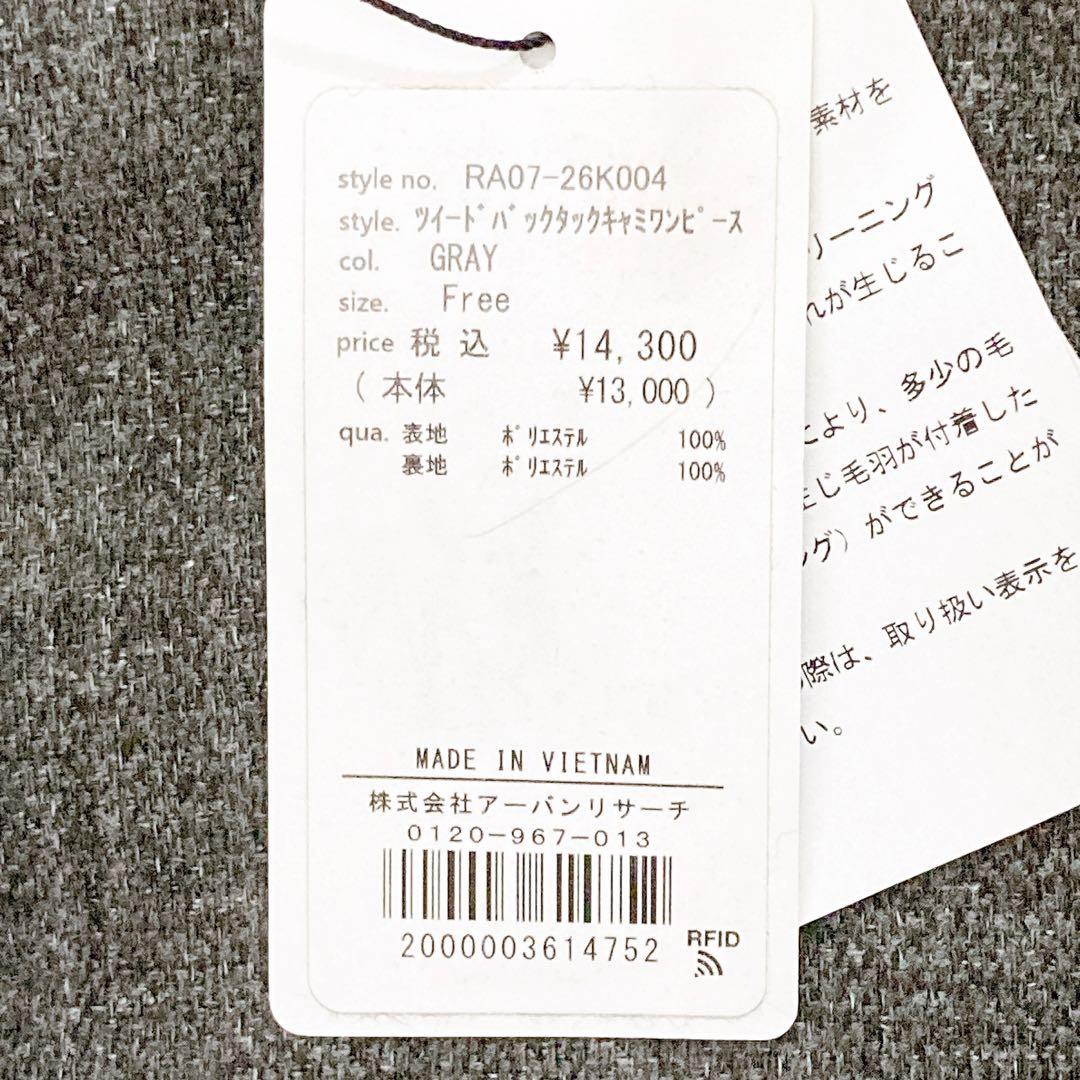 style no. RA07-26K004
style. ﾂｲｰﾄﾞﾊﾞｯｸﾀｯｸｷｬﾐﾜﾝﾋﾟｰｽ
col. GRAY
size. Free
price 税 込 ¥14,300
( 本体 ¥13,000 )
qua. 表地 ﾎﾟﾘｴｽﾃﾙ 100%
裏地 ﾎﾟﾘｴｽﾃﾙ 100%
MADE IN VIETNAM
株式会社アーバンリサーチ
0120-967-013
2000003614752
RFID
素材を
リーニング
れが生じるこ
により、多少の毛
生じ毛羽が付着した
ング）ができることが
際は、取り扱い表示を
い。